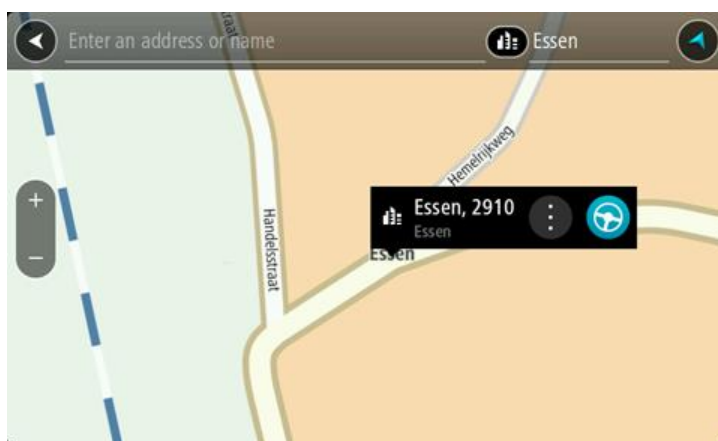 Enter an address or name
Essen
Hemelrijkweg
Essen, 2910
Essen
Essen
Handelsstraat